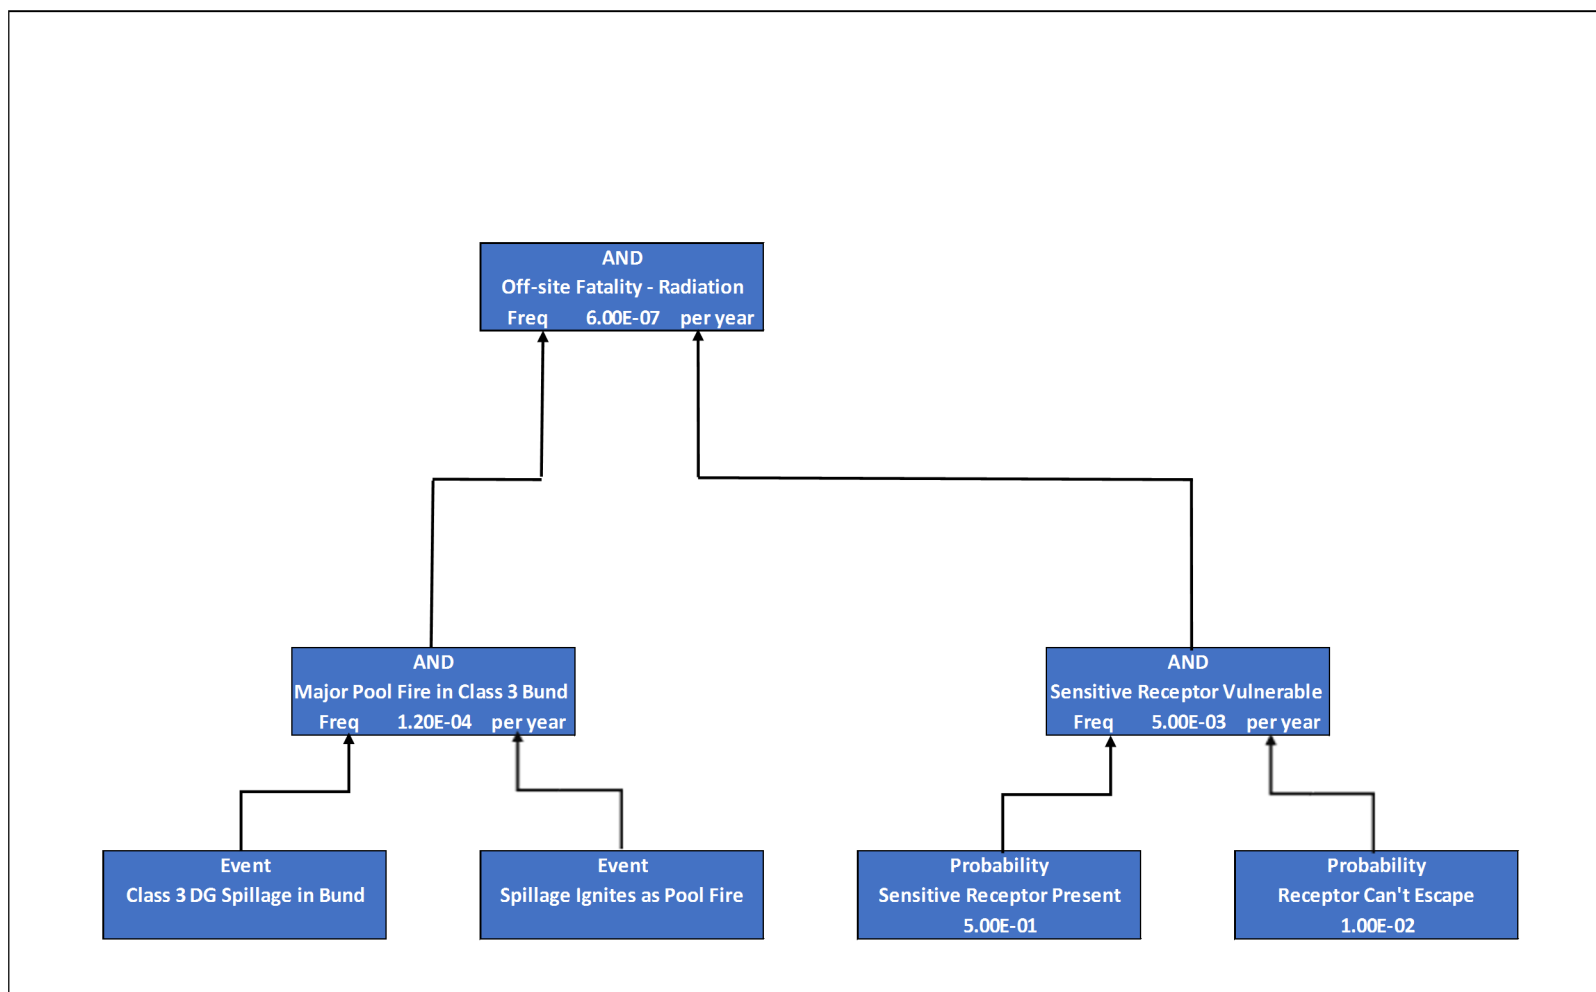 AND
Off-site Fatality - Radiation
Freq 6.00E-07 per year
AND
Major Pool Fire in Class 3 Bund
Freq 1.20E-04 per year
AND
Sensitive Receptor Vulnerable
Freq 5.00E-03 per year
Event
Class 3 DG Spillage in Bund
Event
Spillage Ignites as Pool Fire
Probability
Sensitive Receptor Present
5.00E-01
Probability
Receptor Can't Escape
1.00E-02